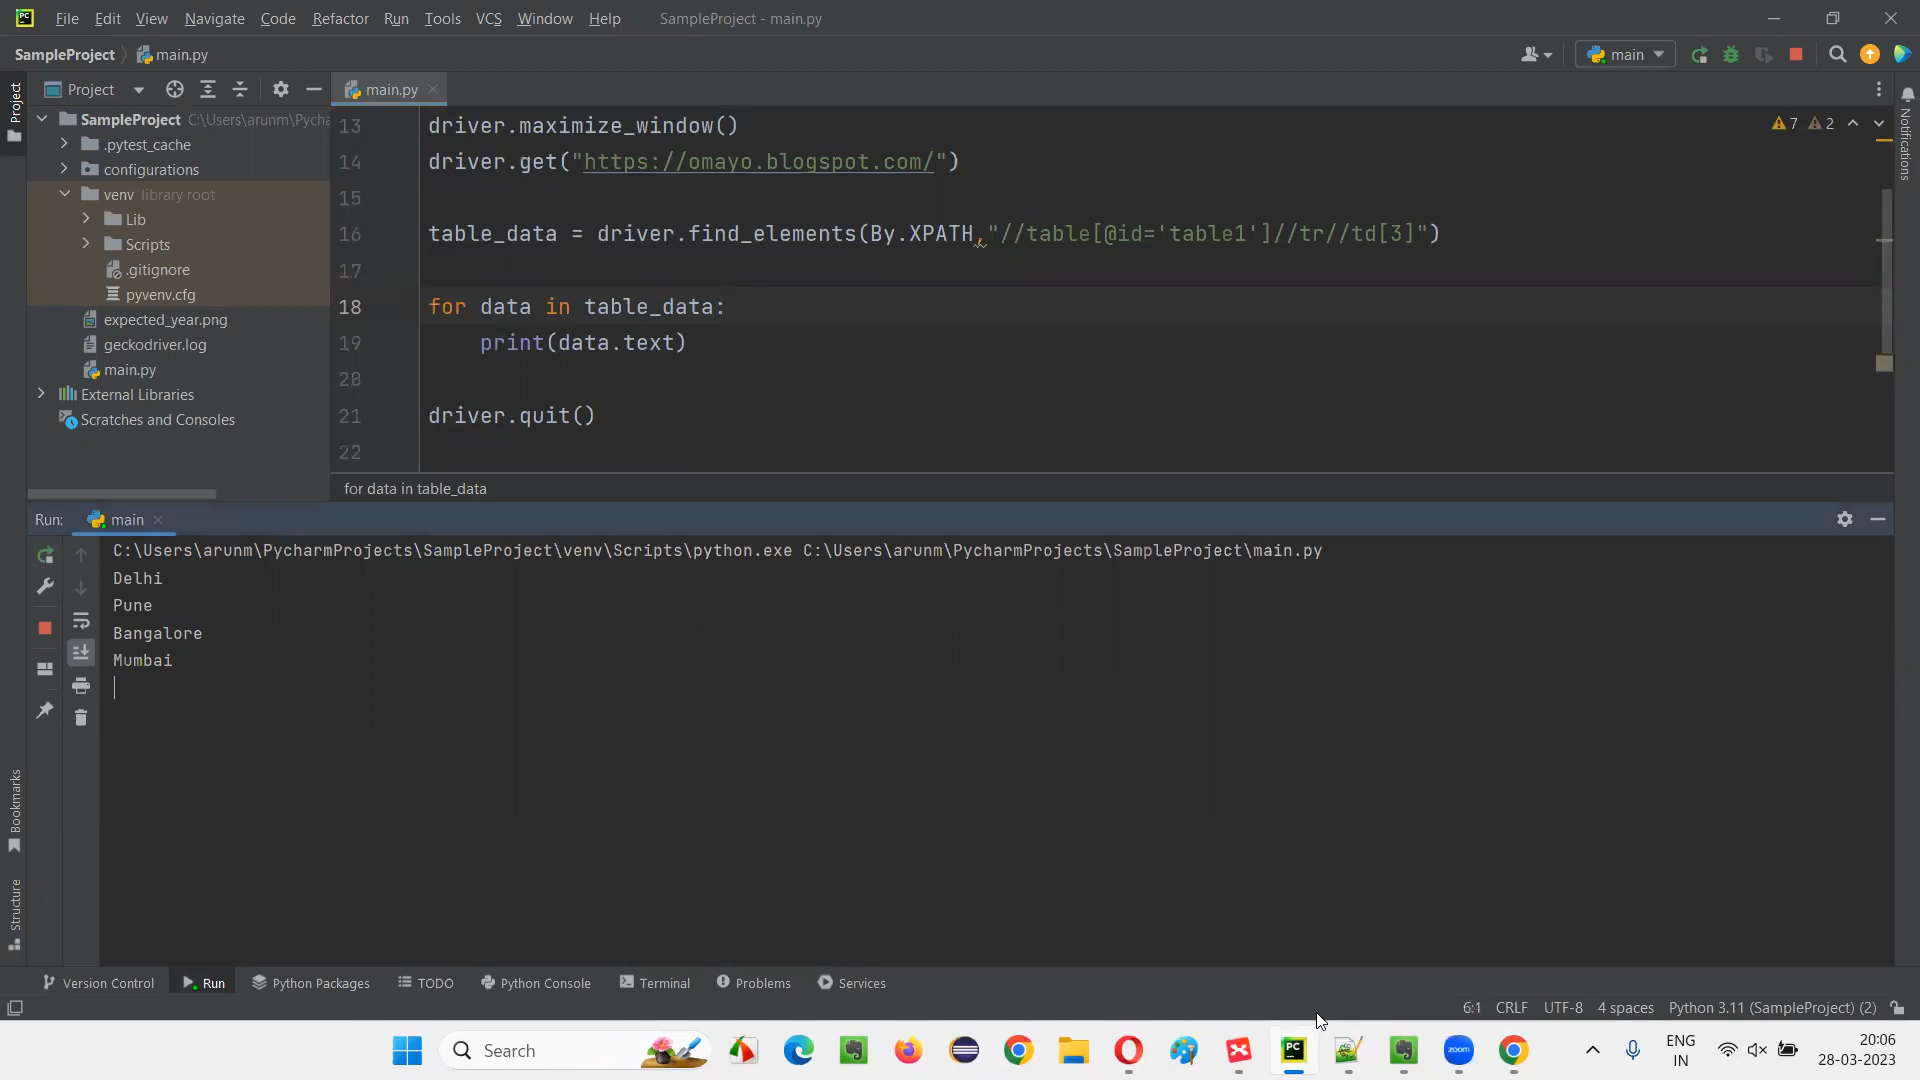 PC File Edit View Navigate Code Refactor Run Tools VCS Window Help SampleProject - main.py
SampleProject main.py
main
Project
Project
main.py
SampleProject C:\Users\arunm\Pycha
.pytest_cache
configurations
venv library root
Lib
Scripts
.gitignore
pyvenv.cfg
expected_year.png
geckodriver.log
main.py
External Libraries
Scratches and Consoles
13 driver.maximize_window()
14 driver.get("https://omayo.blogspot.com/")
15
16 table_data = driver.find_elements(By.XPATH,"//table[@id='table1']//tr//td[3]")
17
18 for data in table_data:
19 print(data.text)
20
21 driver.quit()
22
7 2
Notifications
for data in table_data
Run: main
C:\Users\arunm\PycharmProjects\SampleProject\venv\Scripts\python.exe C:\Users\arunm\PycharmProjects\SampleProject\main.py
Delhi
Pune
Bangalore
Mumbai
Bookmarks
Structure
Version Control Run Python Packages TODO Python Console Terminal Problems Services
6:1 CRLF UTF-8 4 spaces Python 3.11 (SampleProject) (2)
Search
PC
zoom
ENG
IN
20:06
28-03-2023